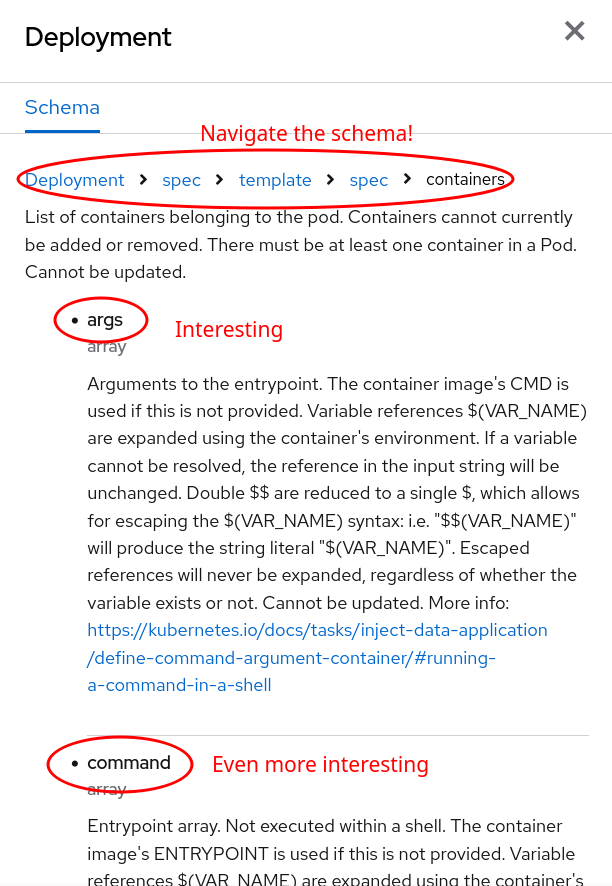 Deployment
Schema
Navigate the schema!
Deployment > spec > template > spec > containers
List of containers belonging to the pod. Containers cannot currently
be added or removed. There must be at least one container in a Pod.
Cannot be updated.
• args
Interesting
array
Arguments to the entrypoint. The container image's CMD is
used if this is not provided. Variable references $(VAR_NAME)
are expanded using the container's environment. If a variable
cannot be resolved, the reference in the input string will be
unchanged. Double $$ are reduced to a single $, which allows
for escaping the $(VAR_NAME) syntax: i.e. "$$(VAR_NAME)"
will produce the string literal "$(VAR_NAME)". Escaped
references will never be expanded, regardless of whether the
variable exists or not. Cannot be updated. More info:
https://kubernetes.io/docs/tasks/inject-data-application
/define-command-argument-container/#running-
a-command-in-a-shell
• command
Even more interesting
array
Entrypoint array. Not executed within a shell. The container
image's ENTRYPOINT is used if this is not provided. Variable
references $(VAR_NAME) are expanded using the container's